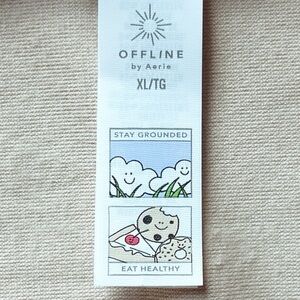 OFFLINE
by Aerie
XL/TG
STAY GROUNDED
EAT HEALTHY